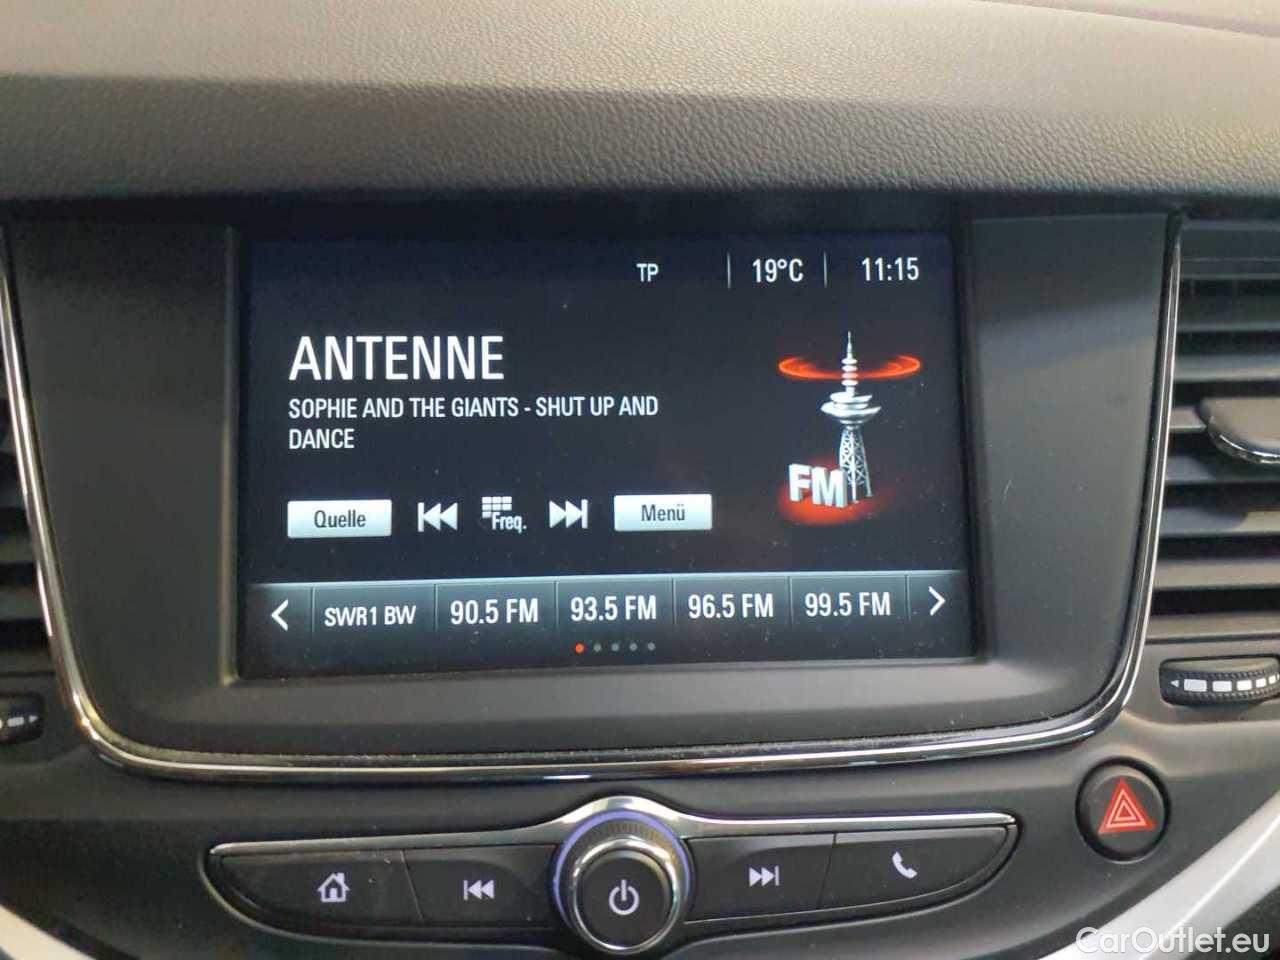 TP 19°C 11:15
ANTENNE
SOPHIE AND THE GIANTS - SHUT UP AND
DANCE
FM
Quelle Freq. Menü
SWR1 BW 90.5 FM 93.5 FM 96.5 FM 99.5 FM
CarOutlet.eu